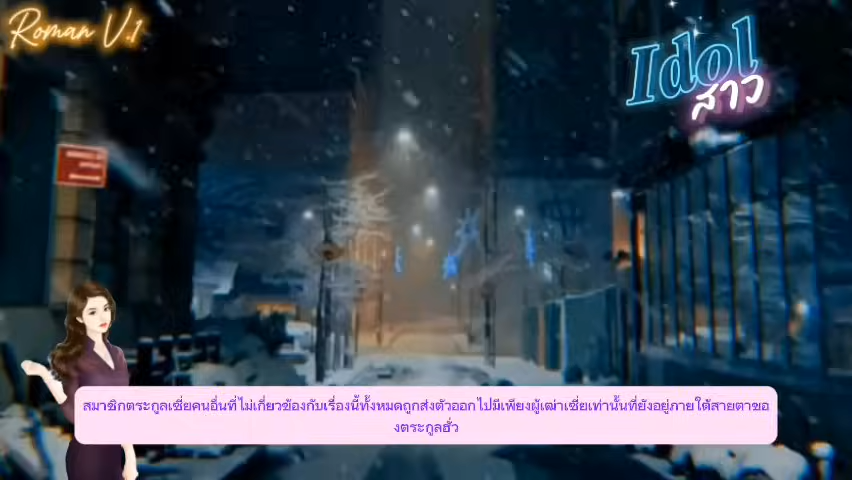 Roman V.1
Idol
สาว
สมาชิกตระกูลเซี่ยคนอื่นที่ไม่เกี่ยวข้องกับเรื่องนี้ทั้งหมดถูกส่งตัวออกไปมีเพียงผู้เฒ่าเซี่ยเท่านั้นที่ยังอยู่ภายใต้สายตาขอ
งตระกูลฮั่ว